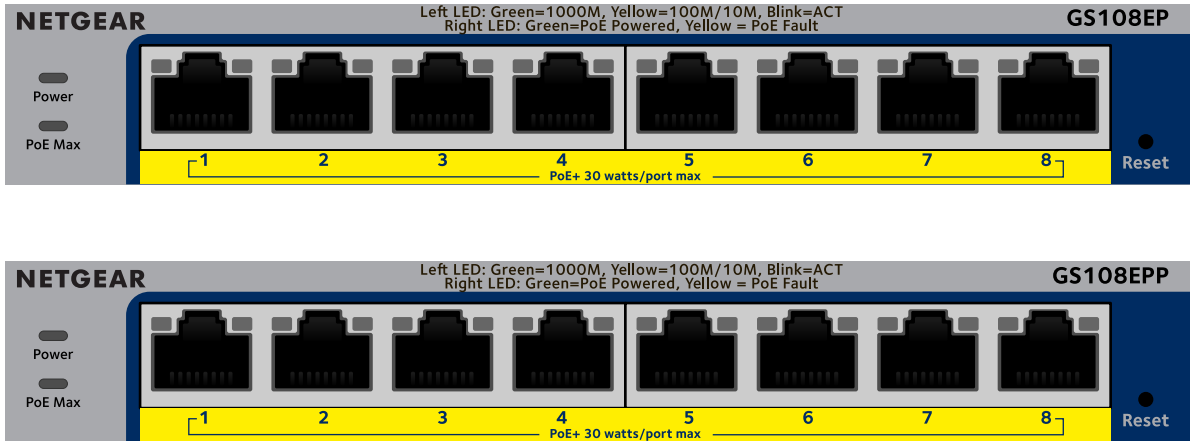 NETGEAR
Left LED: Green=1000M, Yellow=100M/10M, Blink=ACT
Right LED: Green=PoE Powered, Yellow = PoE Fault
GS108EP
Power
PoE Max
1 2 3 4 5 6 7 8
PoE+ 30 watts/port max
Reset
NETGEAR
Left LED: Green=1000M, Yellow=100M/10M, Blink=ACT
Right LED: Green=PoE Powered, Yellow = PoE Fault
GS108EPP
Power
PoE Max
1 2 3 4 5 6 7 8
PoE+ 30 watts/port max
Reset